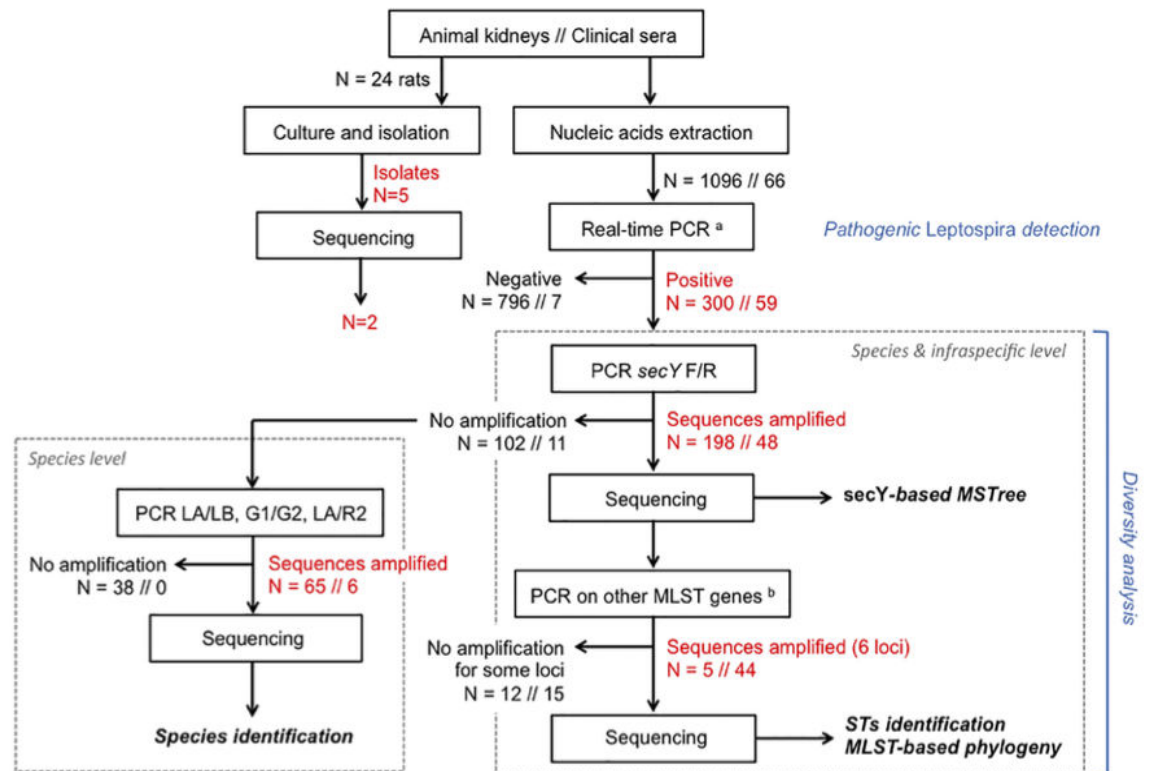 Animal kidneys // Clinical sera
N = 24 rats
Culture and isolation
Nucleic acids extraction
Isolates
N=5
N = 1096 // 66
Sequencing
Real-time PCR ᵃ
Pathogenic Leptospira detection
Negative
N = 796 // 7
Positive
N = 300 // 59
N=2
Species & infraspecific level
PCR secY F/R
No amplification
N = 102 // 11
Sequences amplified
N = 198 // 48
Species level
Sequencing
secY-based MSTree
PCR LA/LB, G1/G2, LA/R2
No amplification
N = 38 // 0
Sequences amplified
N = 65 // 6
PCR on other MLST genes ᵇ
Sequencing
No amplification
for some loci
N = 12 // 15
Sequences amplified (6 loci)
N = 5 // 44
Species identification
Sequencing
STs identification
MLST-based phylogeny
Diversity analysis